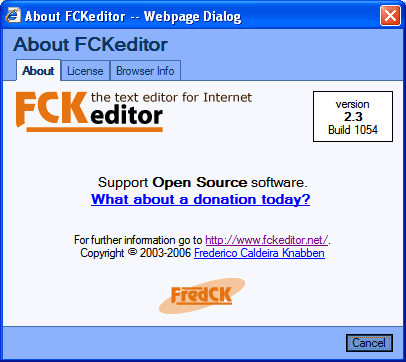 About FCKeditor -- Webpage Dialog
About FCKeditor
About License Browser Info
FCKeditor
the text editor for Internet
version
2.3
Build 1054
Support Open Source software.
What about a donation today?
For further information go to http://www.fckeditor.net/.
Copyright © 2003-2006 Frederico Caldeira Knabben
FredCK
Cancel